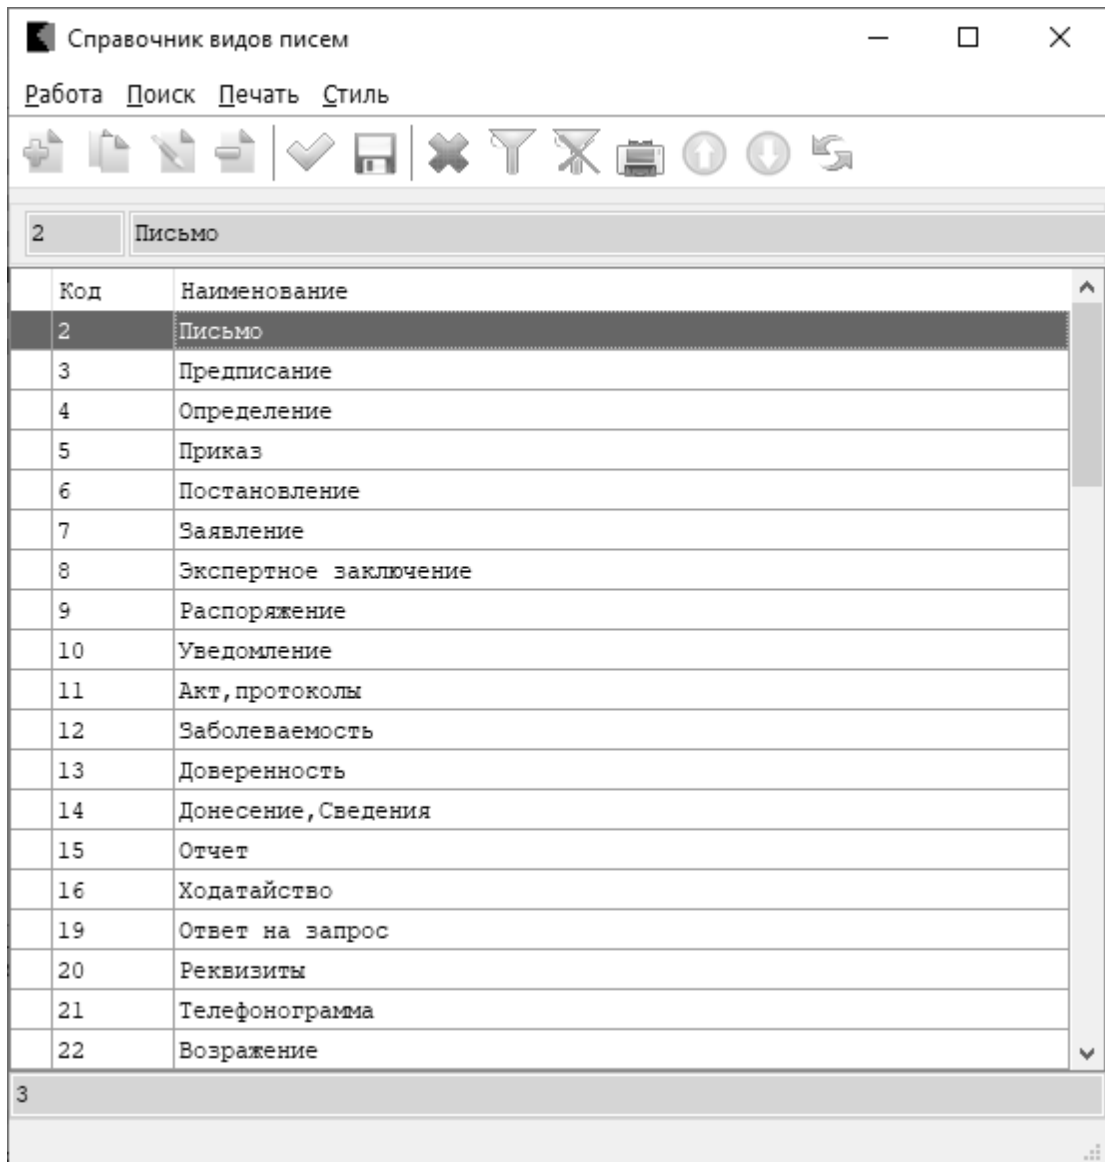 Справочник видов писем
Работа Поиск Печать Стиль
2 Письмо
Код Наименование
2 Письмо
3 Предписание
4 Определение
5 Приказ
6 Постановление
7 Заявление
8 Экспертное заключение
9 Распоряжение
10 Уведомление
11 Акт,протоколы
12 Заболеваемость
13 Доверенность
14 Донесение,Сведения
15 Отчет
16 Ходатайство
19 Ответ на запрос
20 Реквизиты
21 Телефонограмма
22 Возражение
3